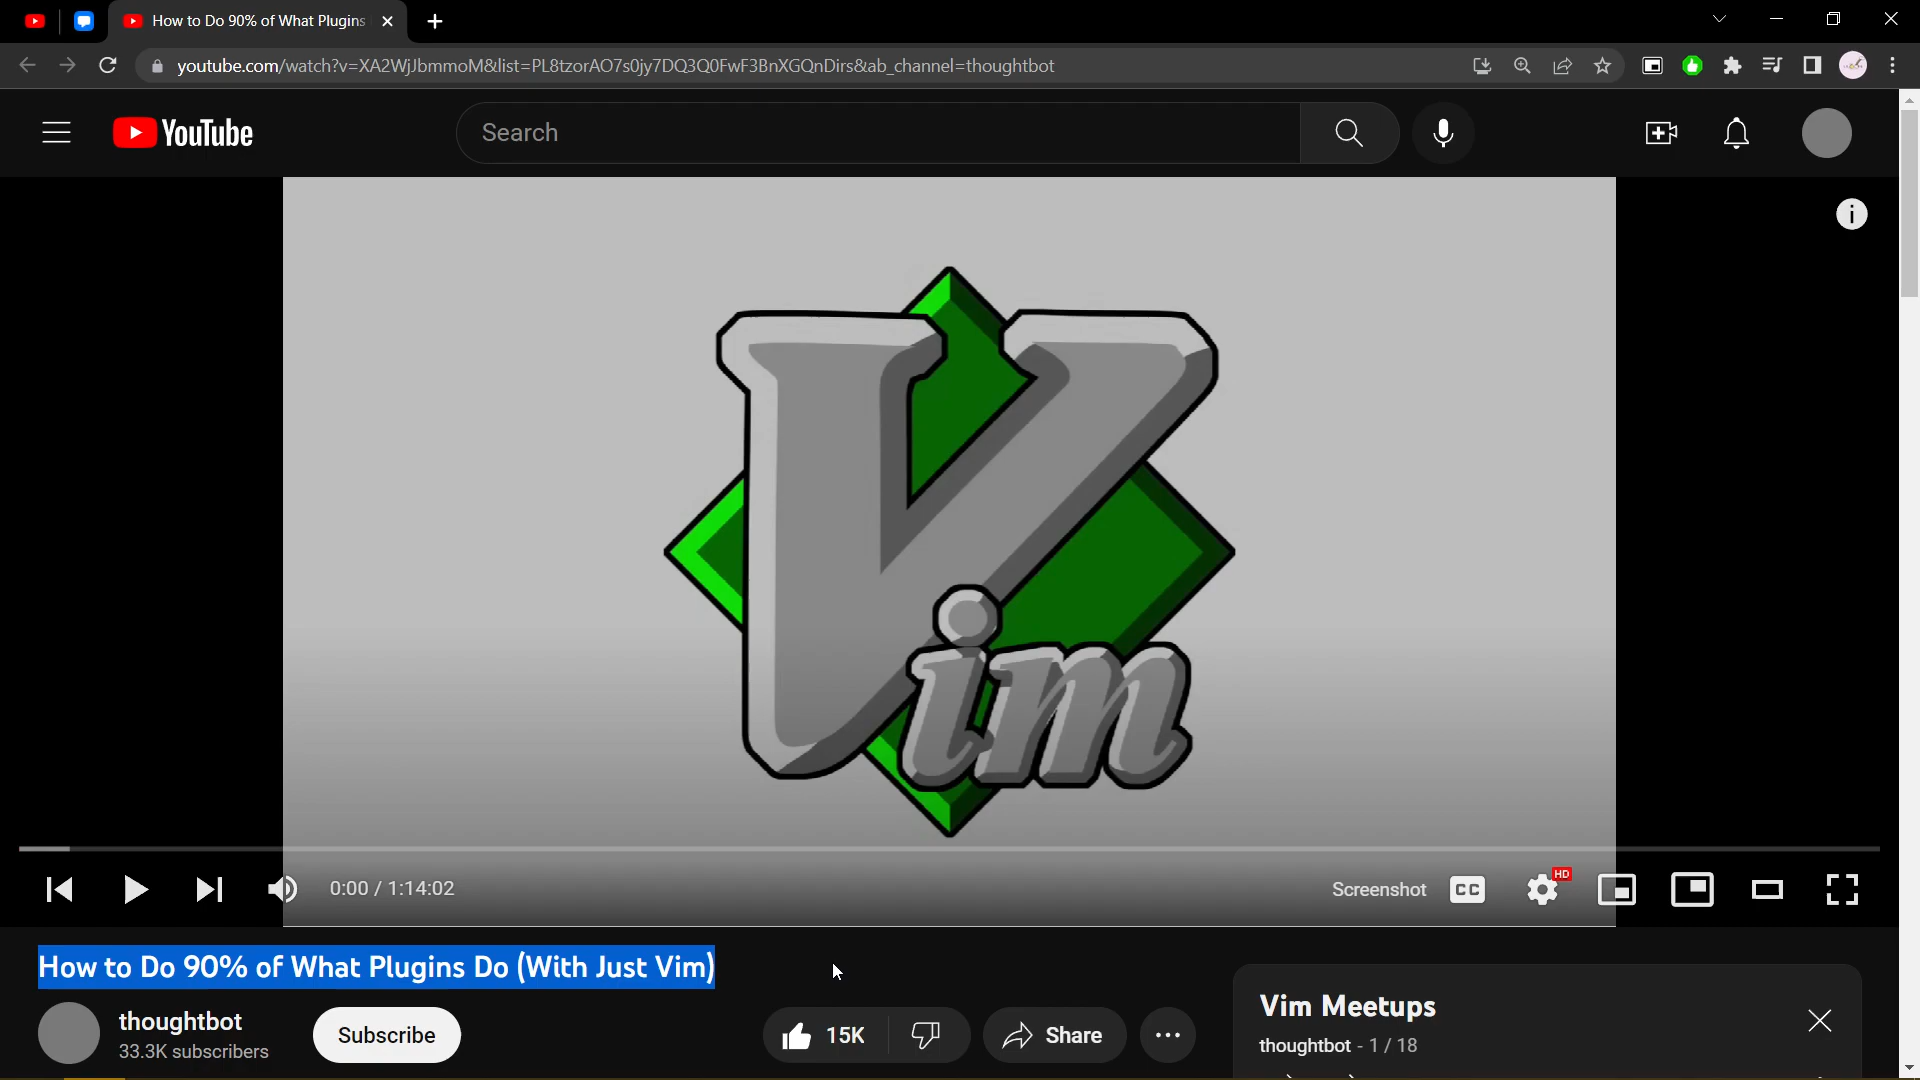 How to Do 90% of What Plugins
youtube.com/watch?v=XA2WjJbmmoM&list=PL8tzorAO7s0jy7DQ3Q0FwF3BnXGQnDirs&ab_channel=thoughtbot
YouTube
Search
Vim
0:00 / 1:14:02
Screenshot
CC
HD
How to Do 90% of What Plugins Do (With Just Vim)
thoughtbot
33.3K subscribers
Subscribe
15K
Share
Vim Meetups
thoughtbot - 1 / 18